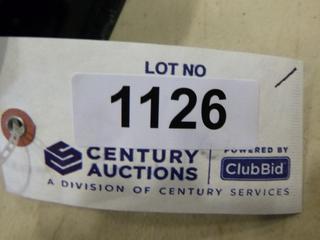 LOT NO
1126
CENTURY
AUCTIONS
POWERED BY
ClubBid
A DIVISION OF CENTURY SERVICES